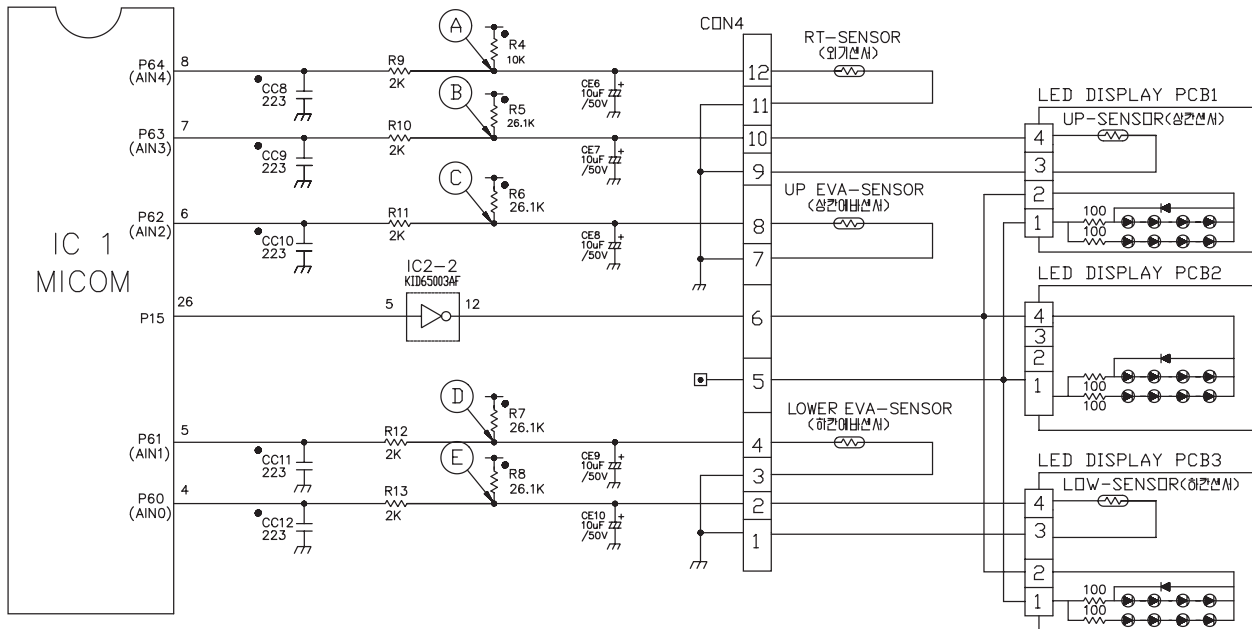 IC 1
MICOM
P64
(AIN4)
8
CC8
223
R9
2K
A
R4
10K
CE6
10uF
/50V
P63
(AIN3)
7
CC9
223
R10
2K
B
R5
26.1K
CE7
10uF
/50V
P62
(AIN2)
6
CC10
223
R11
2K
C
R6
26.1K
CE8
10uF
/50V
P15
26
5
IC2-2
KID65003AF
12
P61
(AIN1)
5
CC11
223
R12
2K
D
R7
26.1K
CE9
10uF
/50V
P60
(AIN0)
4
CC12
223
R13
2K
E
R8
26.1K
CE10
10uF
/50V
CON4
12
11
10
9
8
7
6
5
4
3
2
1
RT-SENSOR
(외기센서)
UP EVA-SENSOR
(상칸에바센서)
LOWER EVA-SENSOR
(하칸에바센서)
LED DISPLAY PCB1
UP-SENSOR(상칸센서)
4
3
2
1
100
100
LED DISPLAY PCB2
4
3
2
1
100
100
LED DISPLAY PCB3
LOW-SENSOR(하칸센서)
4
3
2
1
100
100